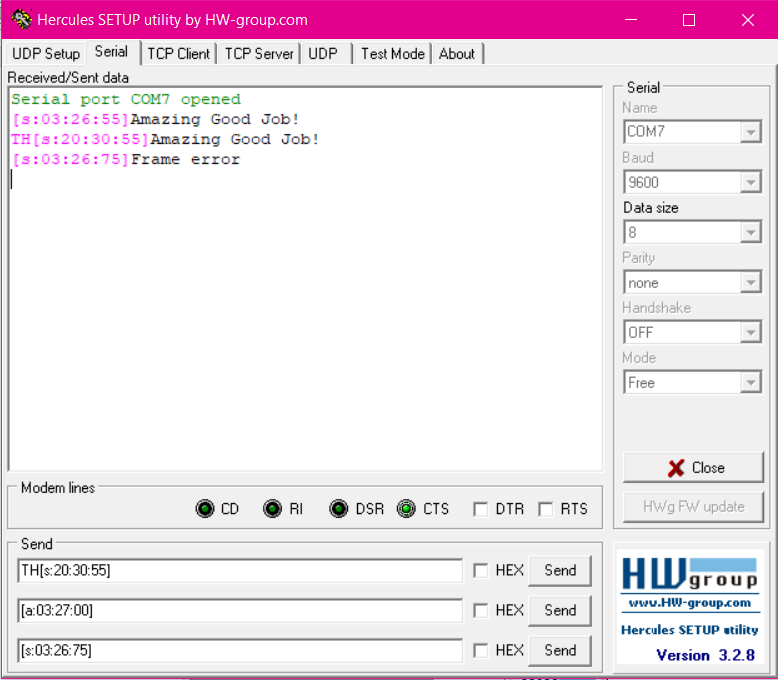 Hercules SETUP utility by HW-group.com
UDP Setup Serial TCP Client TCP Server UDP Test Mode About
Received/Sent data
Serial port COM7 opened
[s:03:26:55]Amazing Good Job!
TH[s:20:30:55]Amazing Good Job!
[s:03:26:75]Frame error
Serial
Name
COM7
Baud
9600
Data size
8
Parity
none
Handshake
OFF
Mode
Free
Close
HWg FW update
Modem lines
CD RI DSR CTS DTR RTS
Send
TH[s:20:30:55] HEX Send
[a:03:27:00] HEX Send
[s:03:26:75] HEX Send
HW group
www.HW-group.com
Hercules SETUP utility
Version 3.2.8